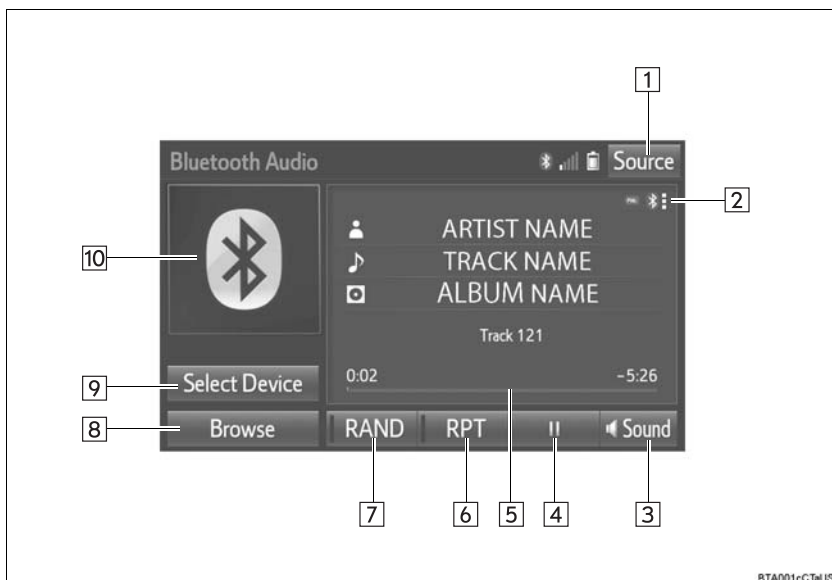 1
Bluetooth Audio
Source
2
ARTIST NAME
10
TRACK NAME
ALBUM NAME
Track 121
9
Select Device
0:02
-5:26
8
Browse
RAND
RPT
Sound
7
6
5
4
3